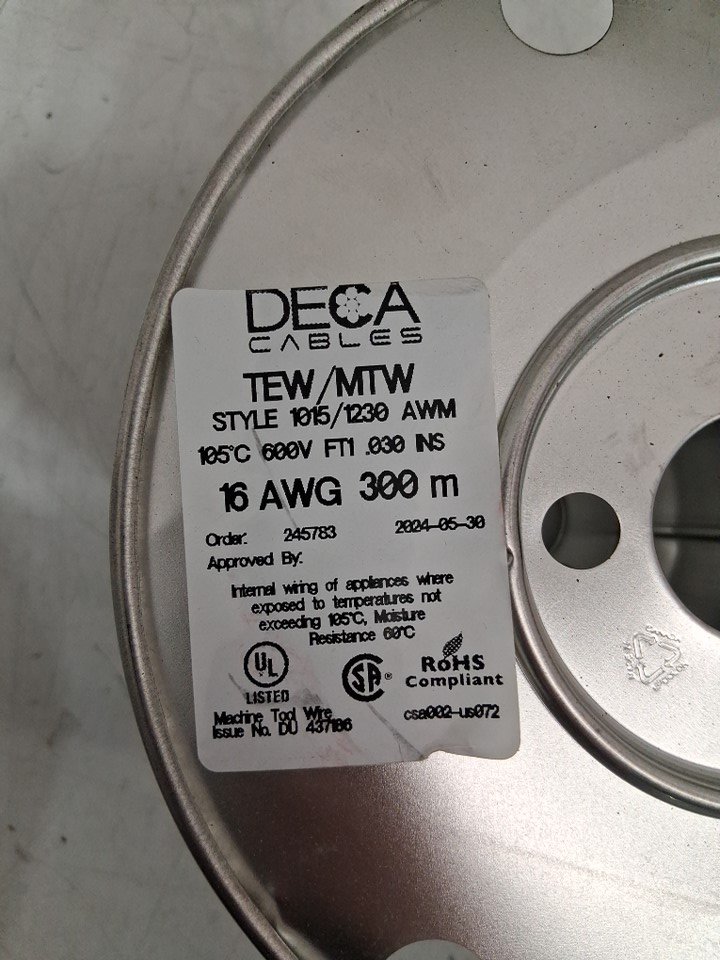 DECA
CABLES
TEW/MTW
STYLE 1015/1230 AWM
105°C 600V FT1 .030 INS
16 AWG 300 m
Order: 245783 2024-05-30
Approved By:
Internal wiring of appliances where
exposed to temperatures not
exceeding 105°C, Moisture
Resistance 60°C
UL
LISTED
SA®
RoHS
Compliant
Machine Tool Wire
Issue No. DU 437186
csa002-us072